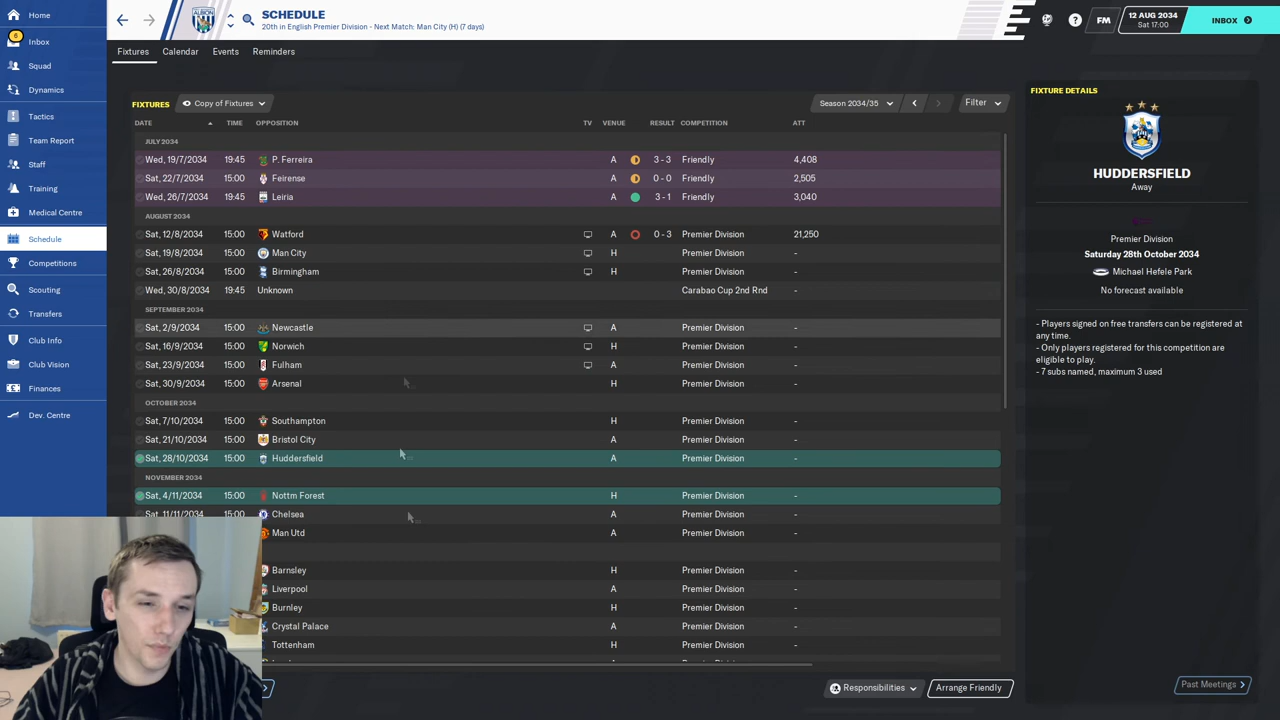 Home
6
Inbox
Squad
Dynamics
Tactics
Team Report
Staff
Training
Medical Centre
Schedule
Competitions
Scouting
Transfers
Club Info
Club Vision
Finances
Dev. Centre
ALBION
SCHEDULE
20th in English Premier Division - Next Match: Man City (H) (7 days)
?
FM
12 AUG 2034
Sat 17:00
INBOX
Fixtures Calendar Events Reminders
FIXTURES Copy of Fixtures Season 2034/35 Filter
DATE TIME OPPOSITION TV VENUE RESULT COMPETITION ATT
JULY 2034
Wed, 19/7/2034 19:45 P. Ferreira A 3 - 3 Friendly 4,408
Sat, 22/7/2034 15:00 Feirense A 0 - 0 Friendly 2,505
Wed, 26/7/2034 19:45 Leiria A 3 - 1 Friendly 3,040
AUGUST 2034
Sat, 12/8/2034 15:00 Watford A 0 - 3 Premier Division 21,250
Sat, 19/8/2034 15:00 Man City H Premier Division -
Sat, 26/8/2034 15:00 Birmingham H Premier Division -
Wed, 30/8/2034 19:45 Unknown Carabao Cup 2nd Rnd -
SEPTEMBER 2034
Sat, 2/9/2034 15:00 Newcastle A Premier Division -
Sat, 16/9/2034 15:00 Norwich H Premier Division -
Sat, 23/9/2034 15:00 Fulham A Premier Division -
Sat, 30/9/2034 15:00 Arsenal H Premier Division -
OCTOBER 2034
Sat, 7/10/2034 15:00 Southampton H Premier Division -
Sat, 21/10/2034 15:00 Bristol City A Premier Division -
Sat, 28/10/2034 15:00 Huddersfield A Premier Division -
NOVEMBER 2034
Sat, 4/11/2034 15:00 Nottm Forest H Premier Division -
Sat, 11/11/2034 15:00 Chelsea A Premier Division -
Man Utd A Premier Division -
Barnsley H Premier Division -
Liverpool A Premier Division -
Burnley H Premier Division -
Crystal Palace A Premier Division -
Tottenham H Premier Division -
Responsibilities Arrange Friendly
FIXTURE DETAILS
HUDDERSFIELD
Away
Premier Division
Saturday 28th October 2034
Michael Hefele Park
No forecast available
- Players signed on free transfers can be registered at
any time.
- Only players registered for this competition are
eligible to play.
- 7 subs named, maximum 3 used
Past Meetings